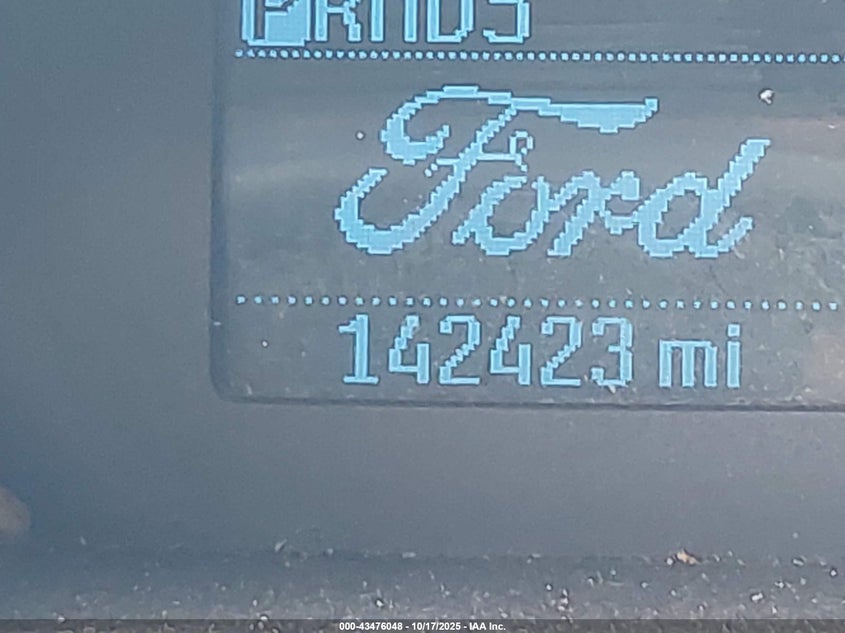 PRNDS
Ford
142423 mi
000-43476048 - 10/17/2025 - IAA Inc.